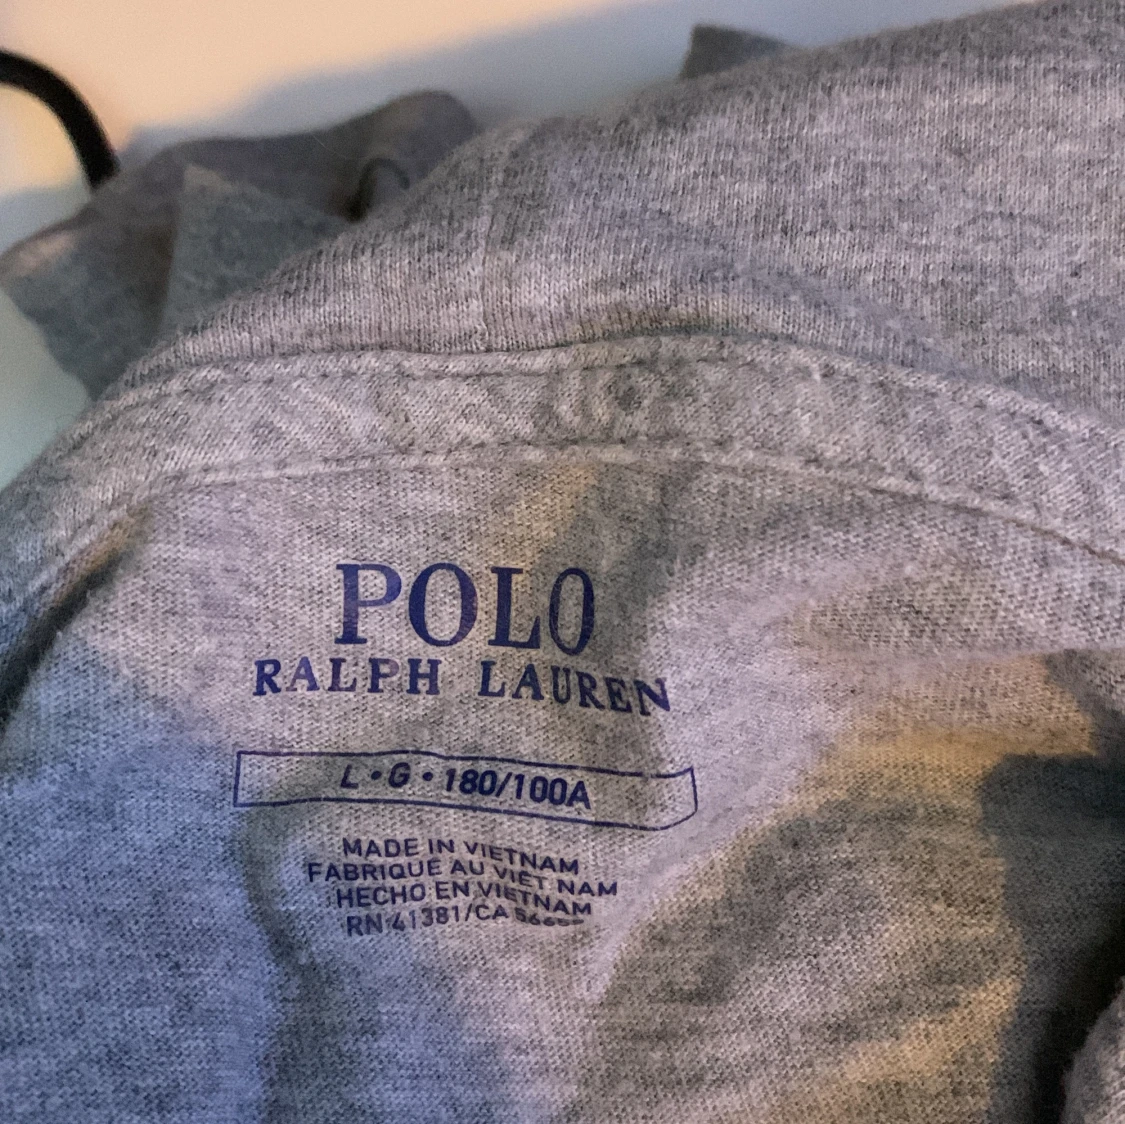 POLO
RALPH LAUREN
L • G • 180/100A
MADE IN VIETNAM
FABRIQUE AU VIET NAM
HECHO EN VIETNAM
RN 41381/CA